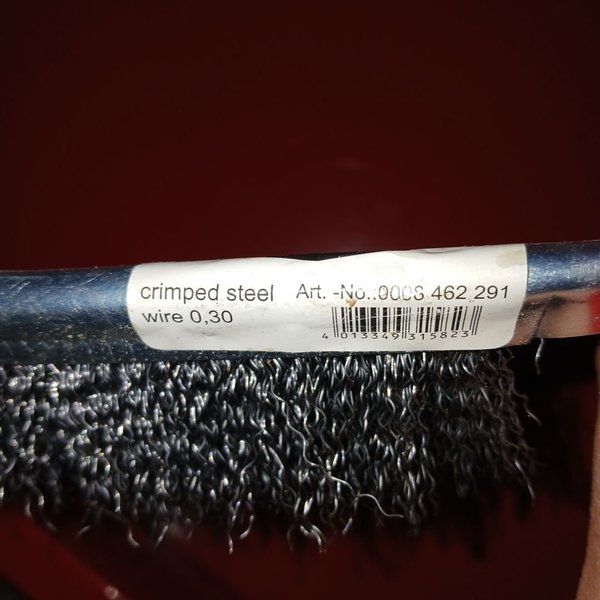 crimped steel Art. -No.:0008 462 291
wire 0,30
4 013349 315823